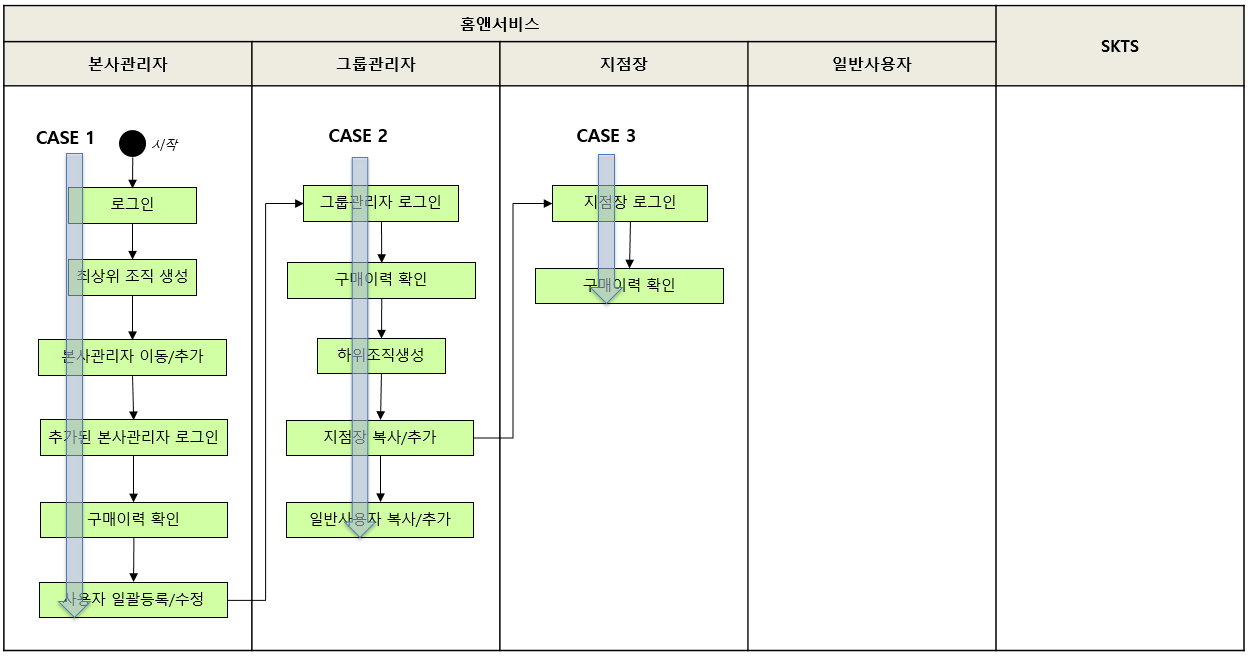 홈앤서비스
SKTS
본사관리자
그룹관리자
지점장
일반사용자
CASE 1
시작
로그인
최상위 조직 생성
본사관리자 이동/추가
추가된 본사관리자 로그인
구매이력 확인
사용자 일괄등록/수정
CASE 2
그룹관리자 로그인
구매이력 확인
하위조직생성
지점장 복사/추가
일반사용자 복사/추가
CASE 3
지점장 로그인
구매이력 확인